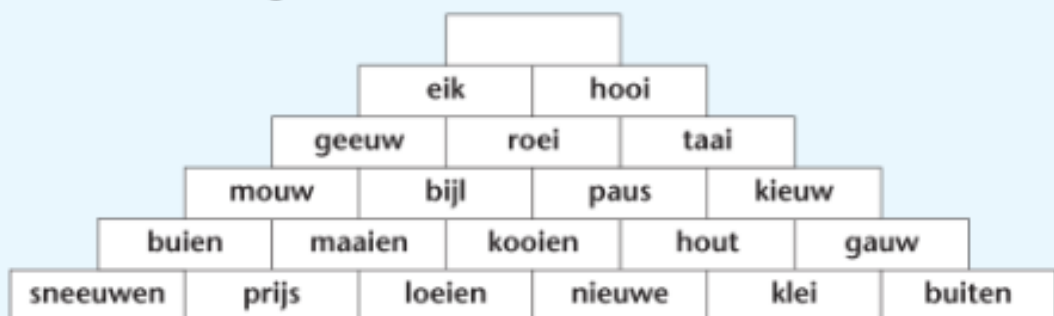 eik hooi
geeuw roei taai
mouw bijl paus kieuw
buien maaien kooien hout gauw
sneeuwen prijs loeien nieuwe klei buiten